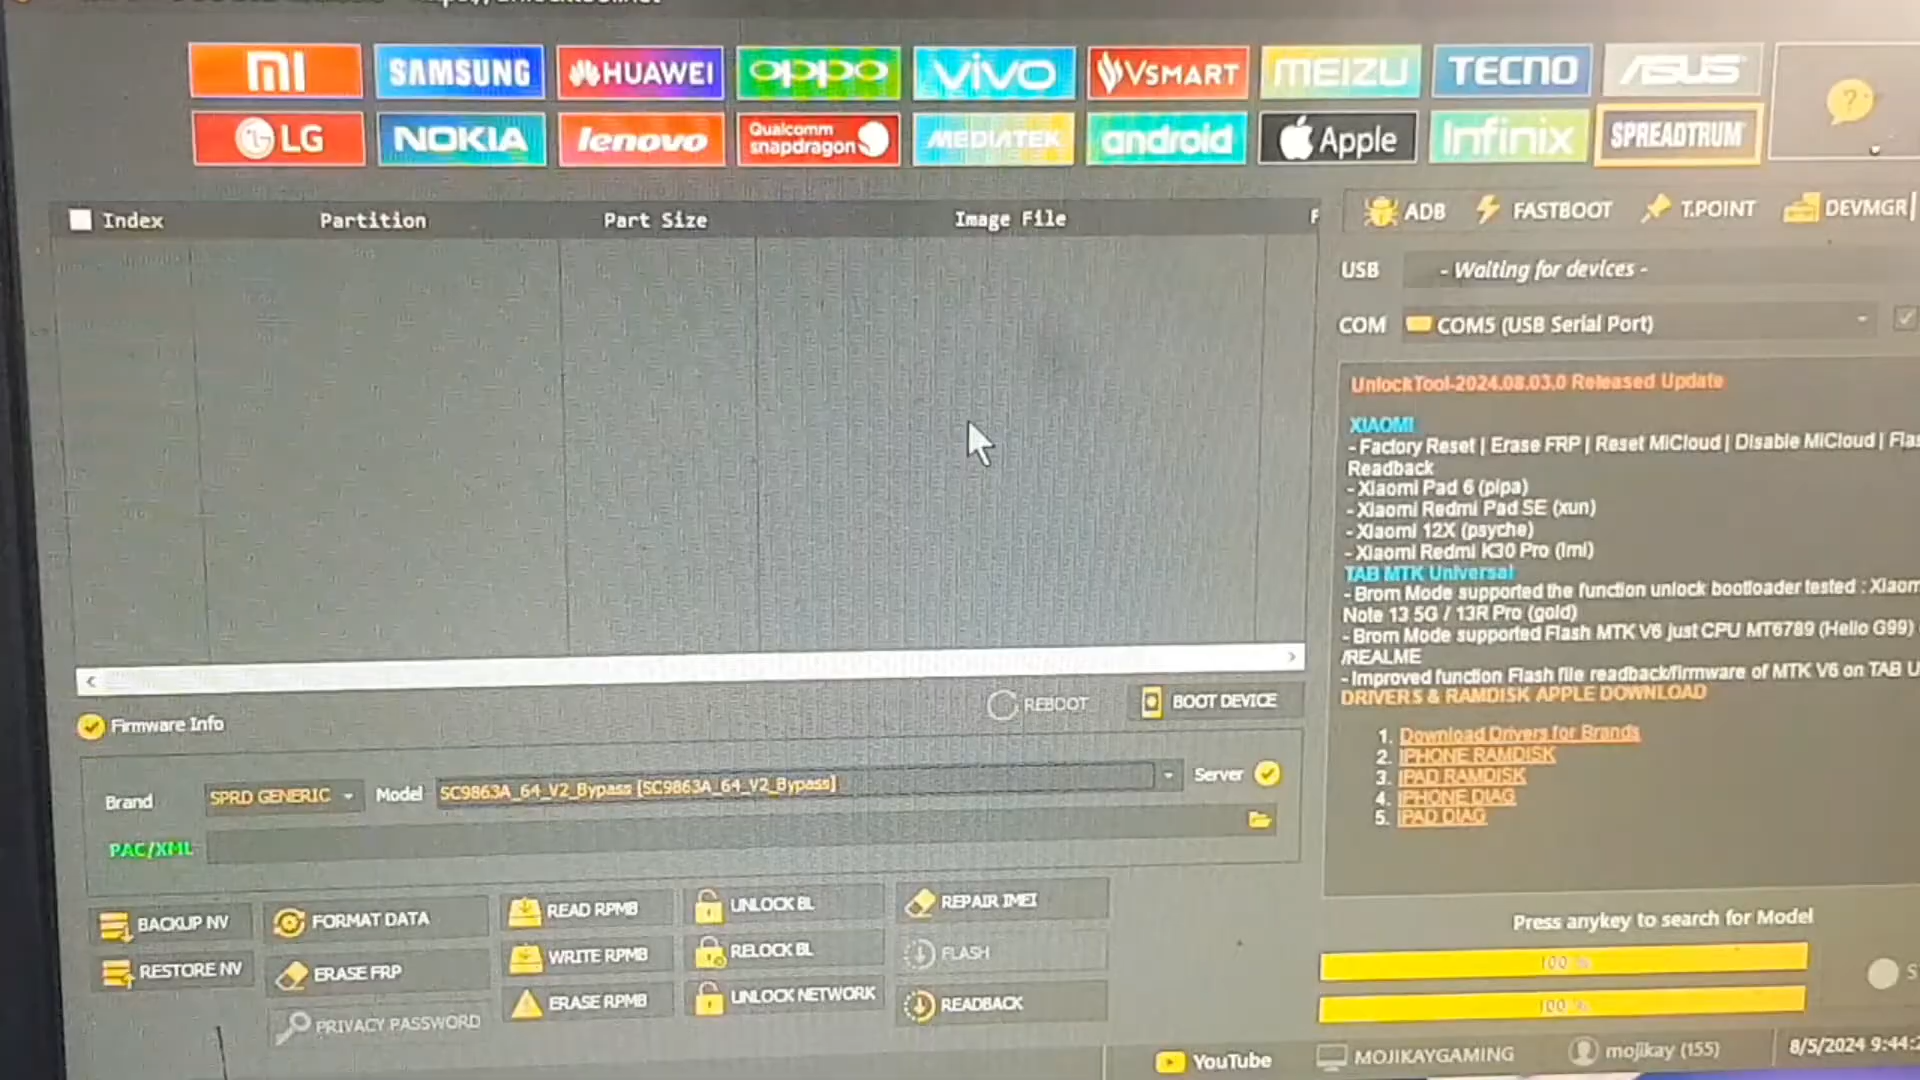 mi SAMSUNG HUAWEI oppo vivo VSMART MEIZU TECNO ASUS
LG NOKIA lenovo Qualcomm snapdragon MEDIATEK android Apple Infinix SPREADTRUM
?
Index Partition Part Size Image File F
ADB FASTBOOT T.POINT DEVMGR
USB - Waiting for devices -
COM COM5 (USB Serial Port)
UnlockTool-2024.08.03.0 Released Update
XIAOMI
- Factory Reset | Erase FRP | Reset MiCloud | Disable MiCloud | Flas
Readback
- Xiaomi Pad 6 (pipa)
- Xiaomi Redmi Pad SE (xun)
- Xiaomi 12X (psyche)
- Xiaomi Redmi K30 Pro (lmi)
TAB MTK Universal
- Brom Mode supported the function unlock bootloader tested : Xiaom
Note 13 5G / 13R Pro (gold)
- Brom Mode supported Flash MTK V6 just CPU MT6789 (Helio G99)
/REALME
- Improved function Flash file readback/firmware of MTK V6 on TAB U
DRIVERS & RAMDISK APPLE DOWNLOAD
1. Download Drivers for Brands
2. IPHONE RAMDISK
3. IPAD RAMDISK
4. IPHONE DIAG
5. IPAD DIAG
REBOOT BOOT DEVICE
Firmware Info
Brand SPRD GENERIC Model SC9863A_64_V2_Bypass [SC9863A_64_V2_Bypass] Server
PAC/XML
BACKUP NV FORMAT DATA READ RPMB UNLOCK BL REPAIR IMEI
RESTORE NV ERASE FRP WRITE RPMB RELOCK BL FLASH
PRIVACY PASSWORD ERASE RPMB UNLOCK NETWORK READBACK
Press anykey to search for Model
100 %
100 %
S
YouTube MOJIKAYGAMING mojikay (155) 8/5/2024 9:44:2